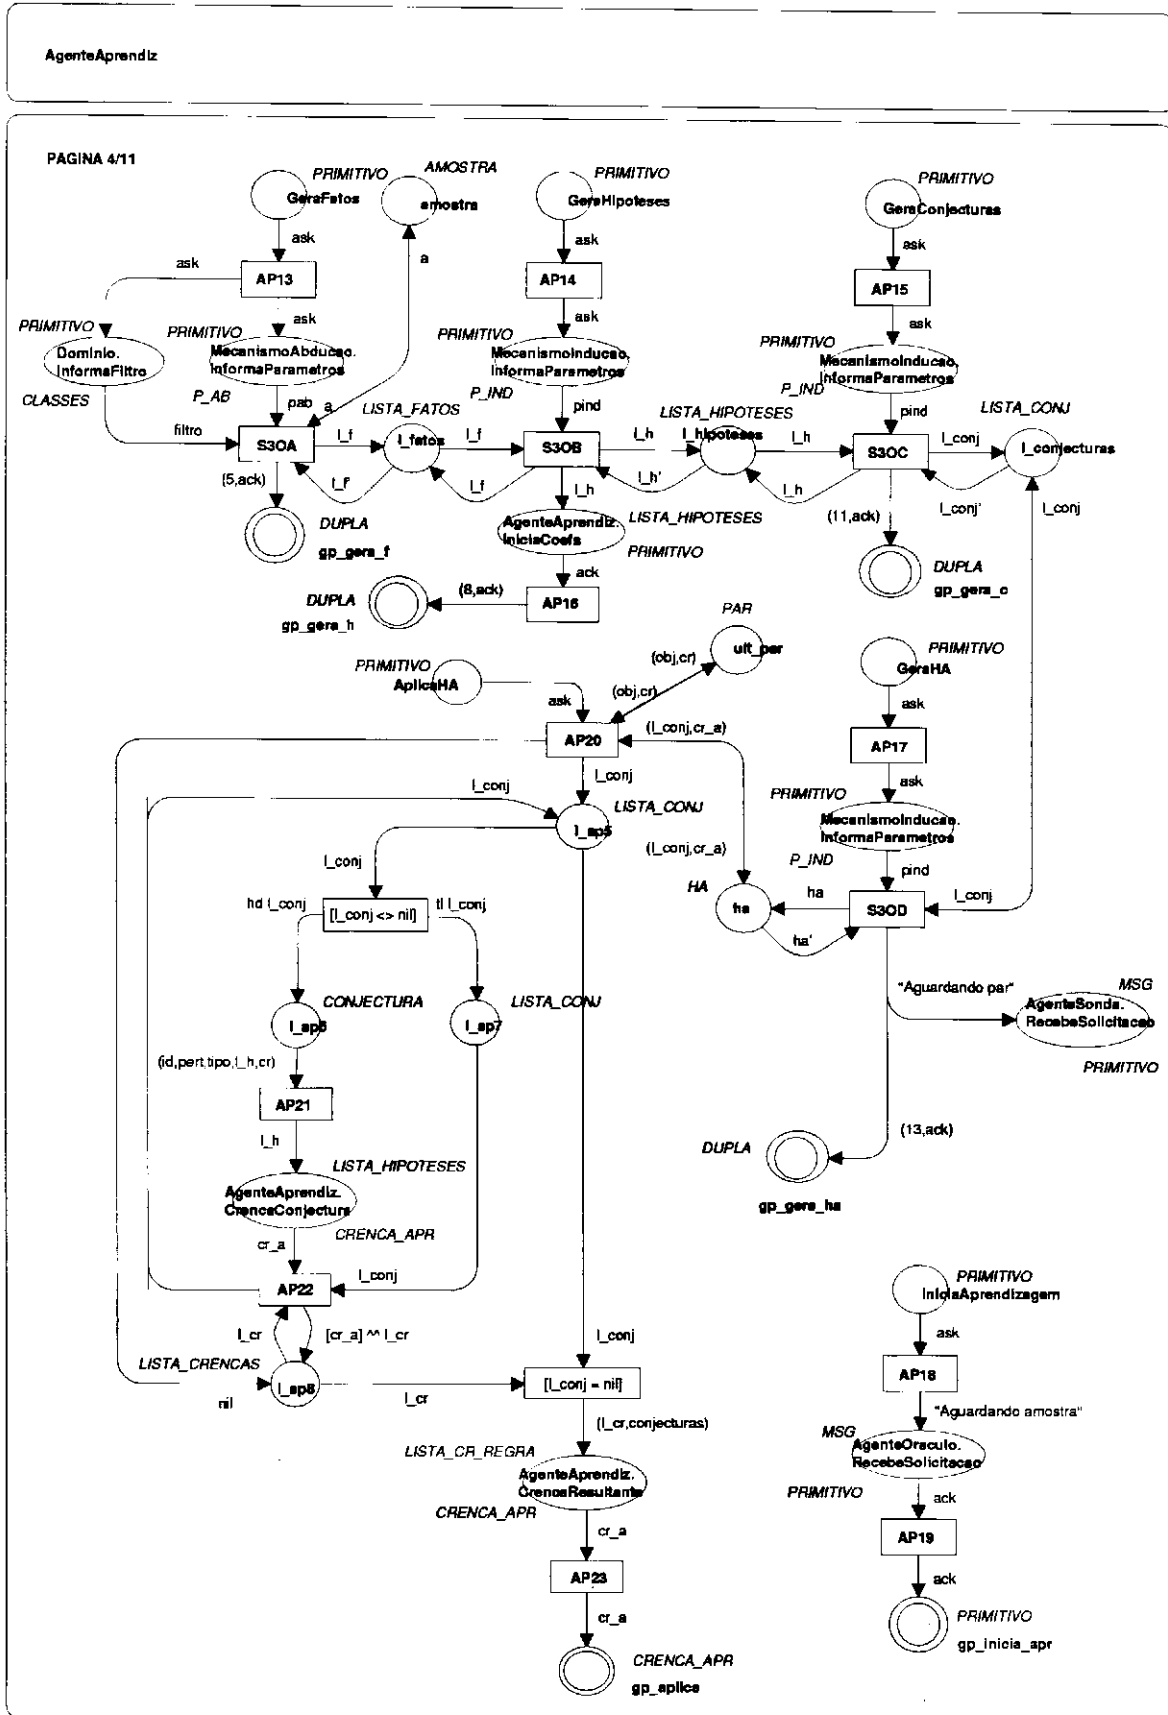 AgenteAprendiz
PAGINA 4/11
PRIMITIVO
GeraFatos
AMOSTRA
amostra
PRIMITIVO
GeraHipoteses
PRIMITIVO
GeraConjecturas
ask
ask
ask
ask
a
AP13
AP14
AP15
ask
ask
ask
PRIMITIVO
Dominio.
InformaFiltro
CLASSES
PRIMITIVO
MecanismoAbducao.
InformaParametros
P_AB
PRIMITIVO
MecanismoInducao.
InformaParametros
P_IND
PRIMITIVO
MecanismoInducao.
InformaParametros
P_IND
pab
a
pind
pind
LISTA_FATOS
LISTA_HIPOTESES
LISTA_CONJ
filtro
S3OA
l_f
l_fatos
l_f
S3OB
l_h
l_hipoteses
l_h
S3OC
l_conj
l_conjecturas
l_f'
l_f
l_h'
l_h
l_conj'
l_conj
(5,ack)
l_h
(11,ack)
DUPLA
gp_gera_f
AgenteAprendiz.
IniciaCoefs
LISTA_HIPOTESES
PRIMITIVO
DUPLA
gp_gera_c
ack
DUPLA
gp_gera_h
(8,ack)
AP16
PAR
ult_par
PRIMITIVO
AplicaHA
(obj,cr)
(obj,cr)
PRIMITIVO
GeraHA
ask
ask
AP20
(l_conj,cr_a)
AP17
l_conj
l_conj
ask
LISTA_CONJ
l_ap5
PRIMITIVO
MecanismoInducao.
InformaParametros
P_IND
(l_conj,cr_a)
l_conj
pind
HA
ha
ha
S3OD
l_conj
ha'
hd l_conj
[l_conj <> nil]
tl l_conj
"Aguardando par"
MSG
AgenteSonda.
RecebeSolicitacao
PRIMITIVO
CONJECTURA
l_ap6
LISTA_CONJ
l_ap7
(id,pert,tipo,l_h,cr)
AP21
l_h
(13,ack)
DUPLA
gp_gera_ha
LISTA_HIPOTESES
AgenteAprendiz.
CrencaConjectura
CRENCA_APR
cr_a
AP22
l_conj
PRIMITIVO
IniciaAprendizagem
l_cr
[cr_a] ^^ l_cr
l_conj
ask
LISTA_CRENCAS
nil
l_ap8
l_cr
[l_conj = nil]
AP18
(l_cr,conjecturas)
"Aguardando amostra"
LISTA_CR_REGRA
AgenteAprendiz.
CrencaResultante
CRENCA_APR
MSG
AgenteOraculo.
RecebeSolicitacao
PRIMITIVO
cr_a
ack
AP23
AP19
cr_a
ack
CRENCA_APR
gp_aplica
PRIMITIVO
gp_inicia_apr